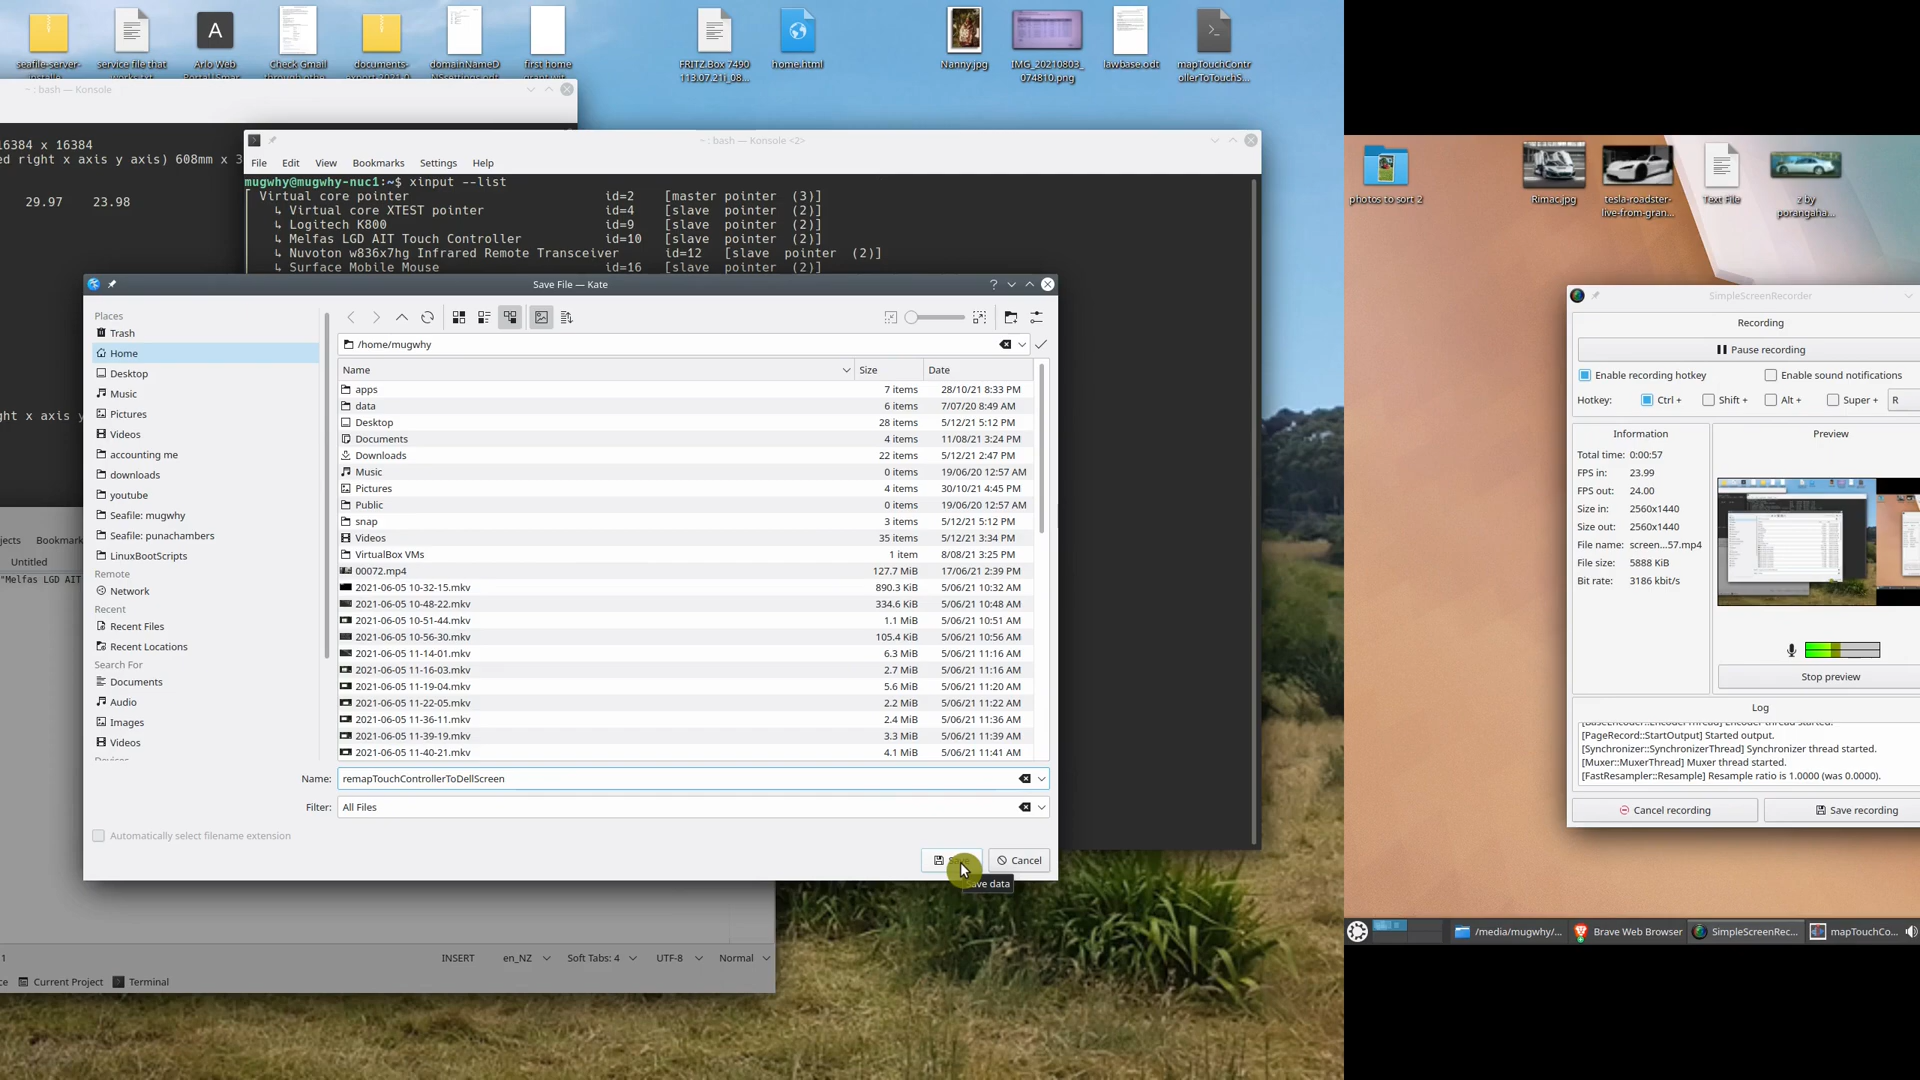 seafile-server-
installe...
service file that
works.txt
Arlo Web
Portal | Smar...
Check Gmail
through othe...
documents-
export-2021-0...
domainNameD
NSsettings.odt
first home
grant wit...
FRITZ.Box 7490
113.07.21i_08...
home.html
Nanny.jpg
IMG_20210803_
074810.png
lawbase.odt
mapTouchContr
ollerToTouchS...
~ : bash — Konsole
16384 x 16384
ed right x axis y axis) 608mm x 3
29.97 23.98
ght x axis y
~ : bash — Konsole <2>
File Edit View Bookmarks Settings Help
mugwhy@mugwhy-nuc1:~$ xinput --list
⎡ Virtual core pointer id=2 [master pointer (3)]
↳ Virtual core XTEST pointer id=4 [slave pointer (2)]
↳ Logitech K800 id=9 [slave pointer (2)]
↳ Melfas LGD AIT Touch Controller id=10 [slave pointer (2)]
↳ Nuvoton w836x7hg Infrared Remote Transceiver id=12 [slave pointer (2)]
↳ Surface Mobile Mouse id=16 [slave pointer (2)]
Save File — Kate
Places
Trash
Home
Desktop
Music
Pictures
Videos
accounting me
downloads
youtube
Seafile: mugwhy
Seafile: punachambers
LinuxBootScripts
Remote
Network
Recent
Recent Files
Recent Locations
Search For
Documents
Audio
Images
Videos
Devices
/home/mugwhy
Name Size Date
apps 7 items 28/10/21 8:33 PM
data 6 items 7/07/20 8:49 AM
Desktop 28 items 5/12/21 5:12 PM
Documents 4 items 11/08/21 3:24 PM
Downloads 22 items 5/12/21 2:47 PM
Music 0 items 19/06/20 12:57 AM
Pictures 4 items 30/10/21 4:45 PM
Public 0 items 19/06/20 12:57 AM
snap 3 items 5/12/21 5:12 PM
Videos 35 items 5/12/21 3:34 PM
VirtualBox VMs 1 item 8/08/21 3:25 PM
00072.mp4 127.7 MiB 17/06/21 2:39 PM
2021-06-05 10-32-15.mkv 890.3 KiB 5/06/21 10:32 AM
2021-06-05 10-48-22.mkv 334.6 KiB 5/06/21 10:48 AM
2021-06-05 10-51-44.mkv 1.1 MiB 5/06/21 10:51 AM
2021-06-05 10-56-30.mkv 105.4 KiB 5/06/21 10:56 AM
2021-06-05 11-14-01.mkv 6.3 MiB 5/06/21 11:16 AM
2021-06-05 11-16-03.mkv 2.7 MiB 5/06/21 11:16 AM
2021-06-05 11-19-04.mkv 5.6 MiB 5/06/21 11:20 AM
2021-06-05 11-22-05.mkv 2.2 MiB 5/06/21 11:22 AM
2021-06-05 11-36-11.mkv 2.4 MiB 5/06/21 11:36 AM
2021-06-05 11-39-19.mkv 3.3 MiB 5/06/21 11:39 AM
2021-06-05 11-40-21.mkv 4.1 MiB 5/06/21 11:41 AM
Name: remapTouchControllerToDellScreen
Filter: All Files
Automatically select filename extension
Save Cancel
Save data
jects Bookmark
Untitled
"Melfas LGD AIT
1 INSERT en_NZ Soft Tabs: 4 UTF-8 Normal
ce Current Project Terminal
photos to sort 2
Rimac.jpg
tesla-roadster-
live-from-gran...
Text File
z by
porangaha...
SimpleScreenRecorder
Recording
Pause recording
Enable recording hotkey Enable sound notifications
Hotkey: Ctrl + Shift + Alt + Super + R
Information
Total time: 0:00:57
FPS in: 23.99
FPS out: 24.00
Size in: 2560x1440
Size out: 2560x1440
File name: screen...57.mp4
File size: 5888 KiB
Bit rate: 3186 kbit/s
Preview
Stop preview
Log
[BaseEncoder::EncoderThread] Encoder thread started.
[PageRecord::StartOutput] Started output.
[Synchronizer::SynchronizerThread] Synchronizer thread started.
[Muxer::MuxerThread] Muxer thread started.
[FastResampler::Resample] Resample ratio is 1.0000 (was 0.0000).
Cancel recording Save recording
/media/mugwhy/... Brave Web Browser SimpleScreenRec... mapTouchCo...